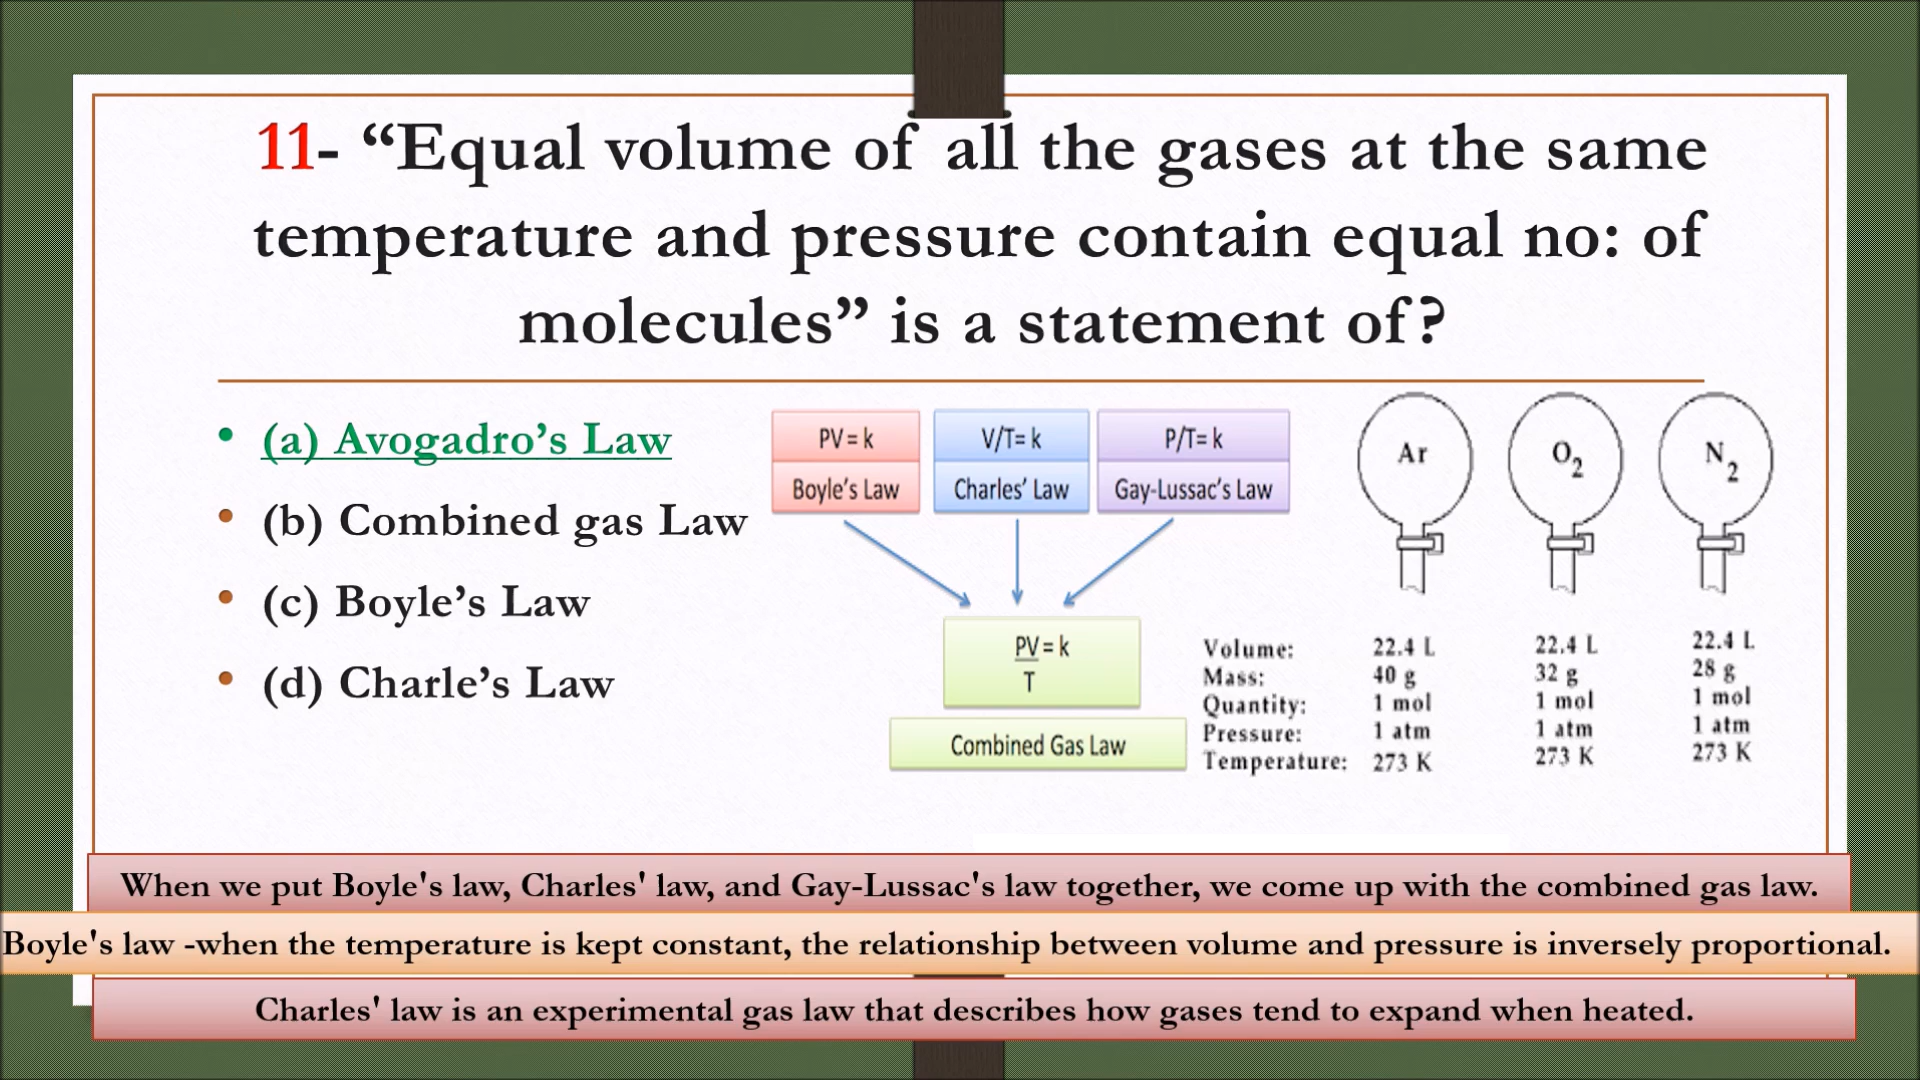 11- “Equal volume of all the gases at the same
temperature and pressure contain equal no: of
molecules” is a statement of?
• (a) Avogadro’s Law
• (b) Combined gas Law
• (c) Boyle’s Law
• (d) Charle’s Law
PV = k
Boyle’s Law
V/T= k
Charles’ Law
P/T= k
Gay-Lussac’s Law
PV = k
T
Combined Gas Law
Ar
O2
N2
Volume: 22.4 L 22.4 L 22.4 L
Mass: 40 g 32 g 28 g
Quantity: 1 mol 1 mol 1 mol
Pressure: 1 atm 1 atm 1 atm
Temperature: 273 K 273 K 273 K
When we put Boyle's law, Charles' law, and Gay-Lussac's law together, we come up with the combined gas law.
Boyle's law -when the temperature is kept constant, the relationship between volume and pressure is inversely proportional.
Charles' law is an experimental gas law that describes how gases tend to expand when heated.